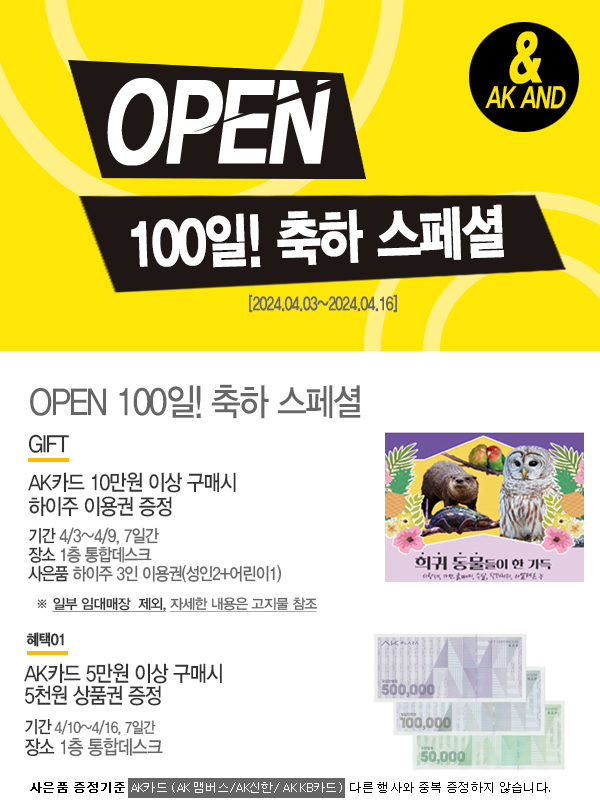 &
AK AND
OPEN
100일! 축하 스페셜
[2024.04.03~2024.04.16]
OPEN 100일! 축하 스페셜
GIFT
AK카드 10만원 이상 구매시
하이주 이용권 증정
기간 4/3~4/9, 7일간
장소 1층 통합데스크
사은품 하이주 3인 이용권(성인2+어린이1)
※ 일부 임대매장 제외, 자세한 내용은 고지물 참조
희귀 동물들이 한 가득
혜택01
AK카드 5만원 이상 구매시
5천원 상품권 증정
기간 4/10~4/16, 7일간
장소 1층 통합데스크
500,000
100,000
50,000
사은품 증정기준 AK카드 (AK 멤버스/AK신한/ AKKB카드) 다른 행사와 중복 증정하지 않습니다.